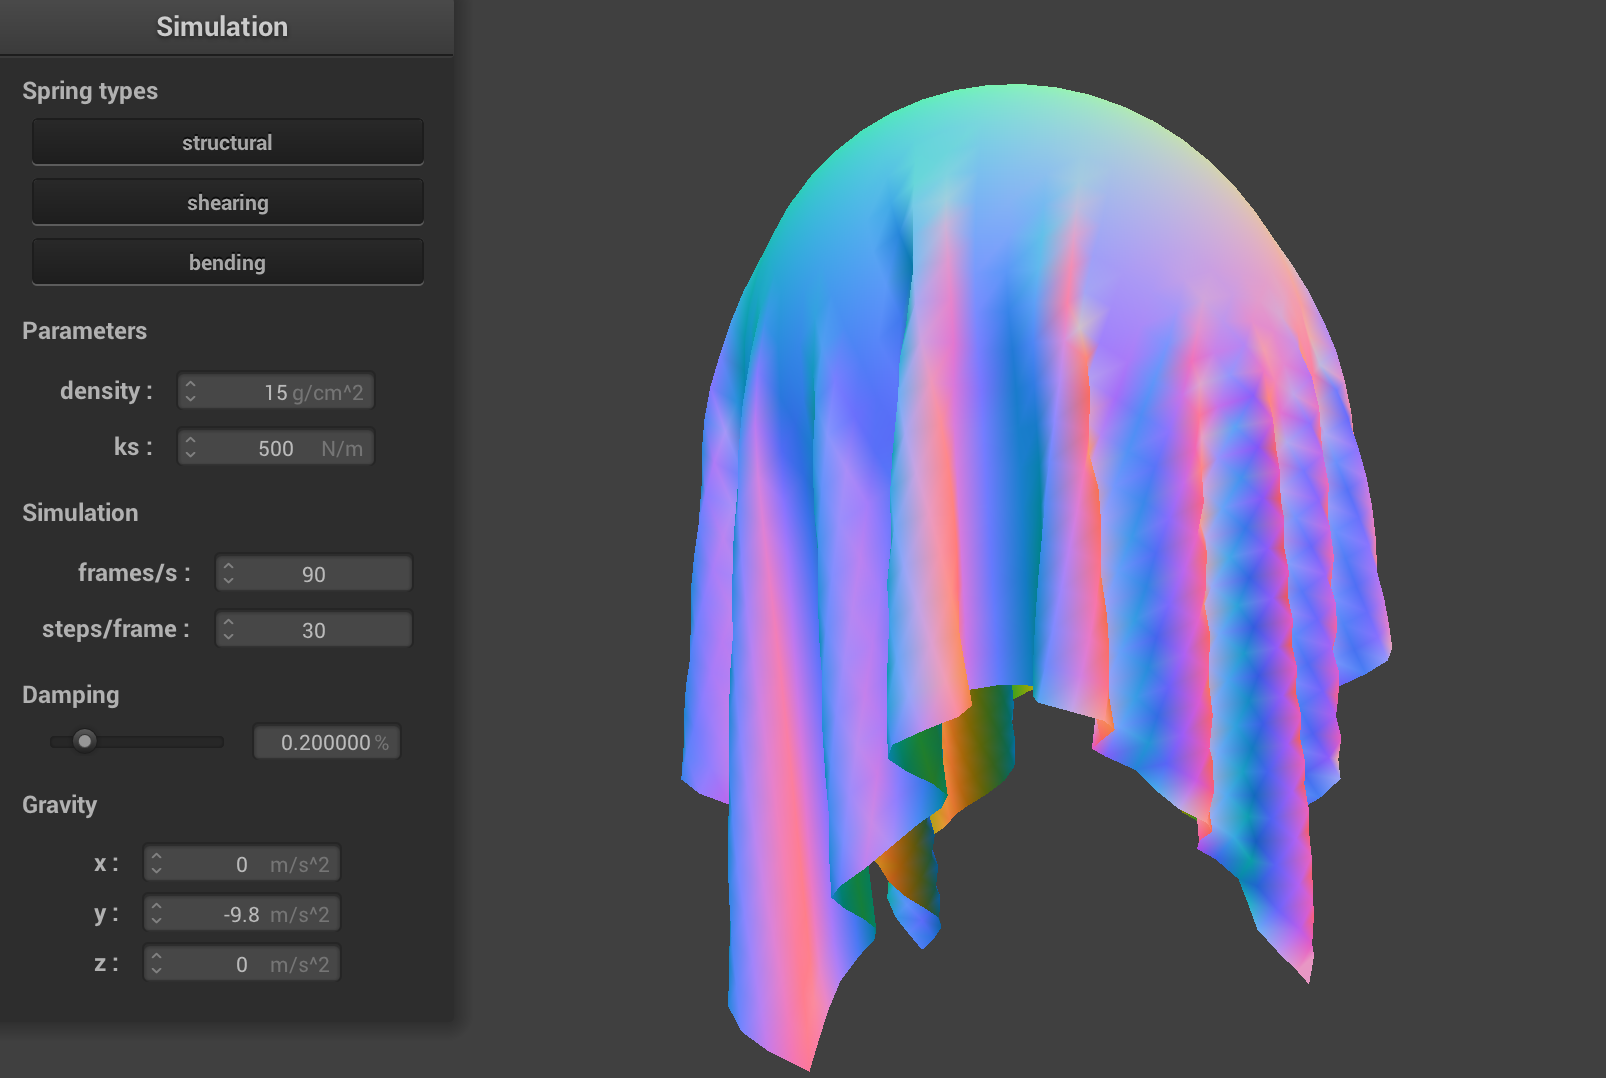 Simulation
Spring types
structural
shearing
bending
Parameters
density : 15 g/cm^2
ks : 500 N/m
Simulation
frames/s : 90
steps/frame : 30
Damping
0.200000 %
Gravity
x : 0 m/s^2
y : -9.8 m/s^2
z : 0 m/s^2